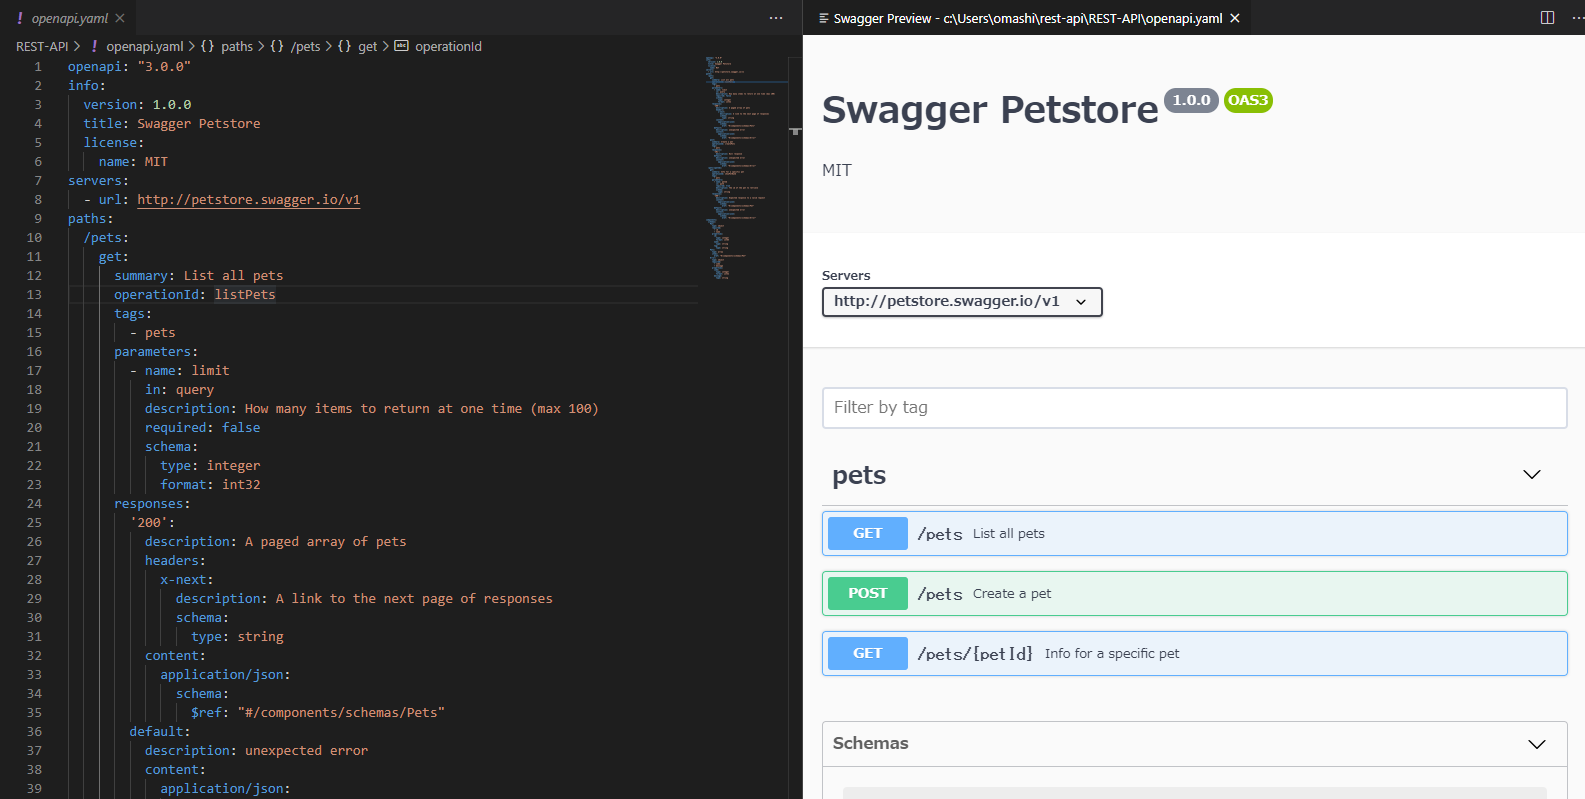 ! openapi.yaml ×
REST-API > ! openapi.yaml > {} paths > {} /pets > {} get > abc operationId
1 openapi: "3.0.0"
2 info:
3 version: 1.0.0
4 title: Swagger Petstore
5 license:
6 name: MIT
7 servers:
8 - url: http://petstore.swagger.io/v1
9 paths:
10 /pets:
11 get:
12 summary: List all pets
13 operationId: listPets
14 tags:
15 - pets
16 parameters:
17 - name: limit
18 in: query
19 description: How many items to return at one time (max 100)
20 required: false
21 schema:
22 type: integer
23 format: int32
24 responses:
25 '200':
26 description: A paged array of pets
27 headers:
28 x-next:
29 description: A link to the next page of responses
30 schema:
31 type: string
32 content:
33 application/json:
34 schema:
35 $ref: "#/components/schemas/Pets"
36 default:
37 description: unexpected error
38 content:
39 application/json:
Swagger Preview - c:\Users\omashi\rest-api\REST-API\openapi.yaml ×
Swagger Petstore 1.0.0 OAS3
MIT
Servers
http://petstore.swagger.io/v1
Filter by tag
pets
GET /pets List all pets
POST /pets Create a pet
GET /pets/{petId} Info for a specific pet
Schemas